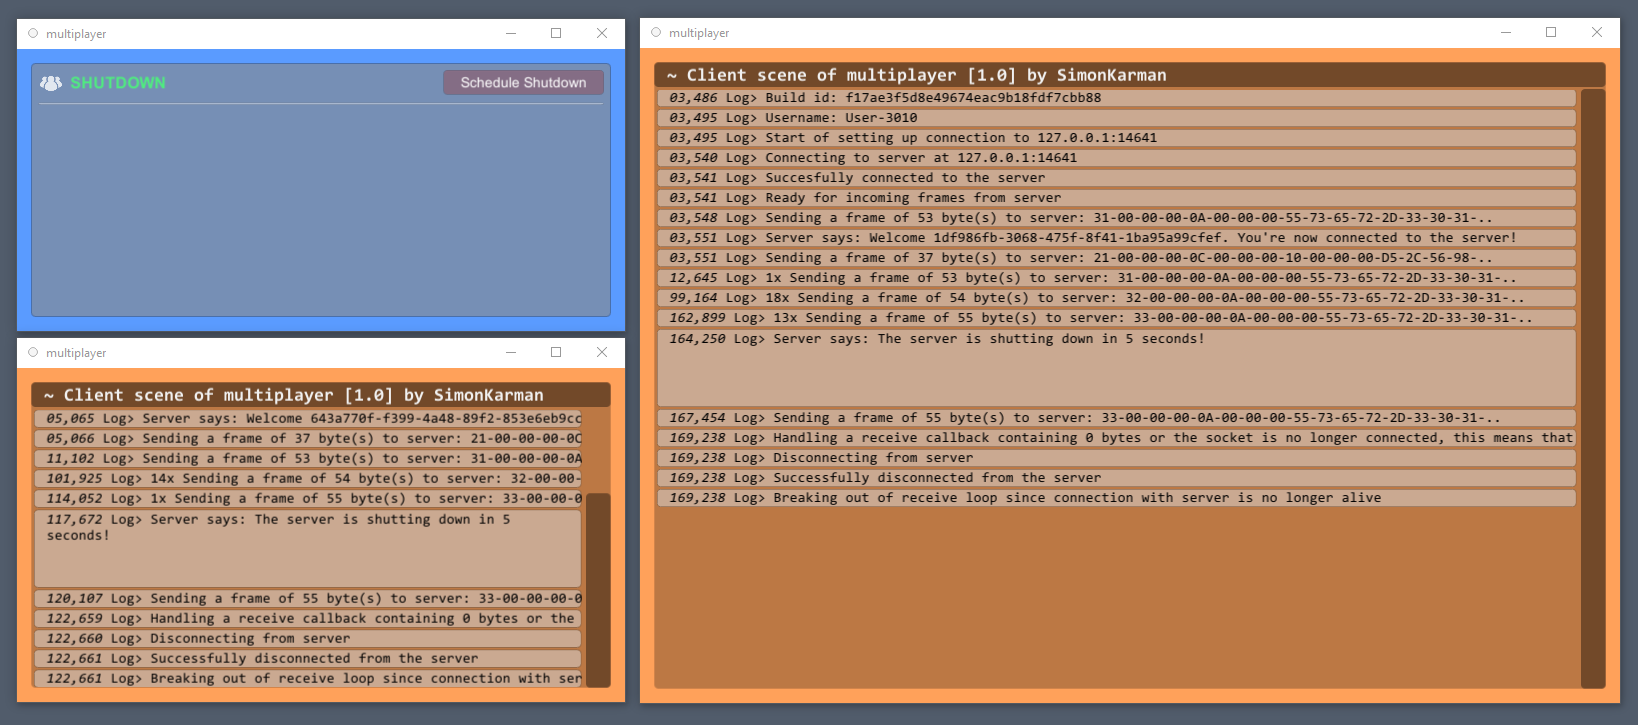 multiplayer
SHUTDOWN
Schedule Shutdown
multiplayer
~ Client scene of multiplayer [1.0] by SimonKarman
05,065 Log> Server says: Welcome 643a770f-f399-4a48-89f2-853e6eb9cc
05,066 Log> Sending a frame of 37 byte(s) to server: 21-00-00-00-0C
11,102 Log> Sending a frame of 53 byte(s) to server: 31-00-00-00-0A
101,925 Log> 14x Sending a frame of 54 byte(s) to server: 32-00-00-
114,052 Log> 1x Sending a frame of 55 byte(s) to server: 33-00-00-0
117,672 Log> Server says: The server is shutting down in 5
seconds!
120,107 Log> Sending a frame of 55 byte(s) to server: 33-00-00-00-0
122,659 Log> Handling a receive callback containing 0 bytes or the
122,660 Log> Disconnecting from server
122,661 Log> Successfully disconnected from the server
122,661 Log> Breaking out of receive loop since connection with ser
multiplayer
~ Client scene of multiplayer [1.0] by SimonKarman
03,486 Log> Build id: f17ae3f5d8e49674eac9b18fdf7cbb88
03,495 Log> Username: User-3010
03,495 Log> Start of setting up connection to 127.0.0.1:14641
03,540 Log> Connecting to server at 127.0.0.1:14641
03,541 Log> Succesfully connected to the server
03,541 Log> Ready for incoming frames from server
03,548 Log> Sending a frame of 53 byte(s) to server: 31-00-00-00-0A-00-00-00-55-73-65-72-2D-33-30-31-..
03,551 Log> Server says: Welcome 1df986fb-3068-475f-8f41-1ba95a99cfef. You're now connected to the server!
03,551 Log> Sending a frame of 37 byte(s) to server: 21-00-00-00-0C-00-00-00-10-00-00-00-D5-2C-56-98-..
12,645 Log> 1x Sending a frame of 53 byte(s) to server: 31-00-00-00-0A-00-00-00-55-73-65-72-2D-33-30-31-..
99,164 Log> 18x Sending a frame of 54 byte(s) to server: 32-00-00-00-0A-00-00-00-55-73-65-72-2D-33-30-31-..
162,899 Log> 13x Sending a frame of 55 byte(s) to server: 33-00-00-00-0A-00-00-00-55-73-65-72-2D-33-30-31-..
164,250 Log> Server says: The server is shutting down in 5 seconds!
167,454 Log> Sending a frame of 55 byte(s) to server: 33-00-00-00-0A-00-00-00-55-73-65-72-2D-33-30-31-..
169,238 Log> Handling a receive callback containing 0 bytes or the socket is no longer connected, this means that
169,238 Log> Disconnecting from server
169,238 Log> Successfully disconnected from the server
169,238 Log> Breaking out of receive loop since connection with server is no longer alive